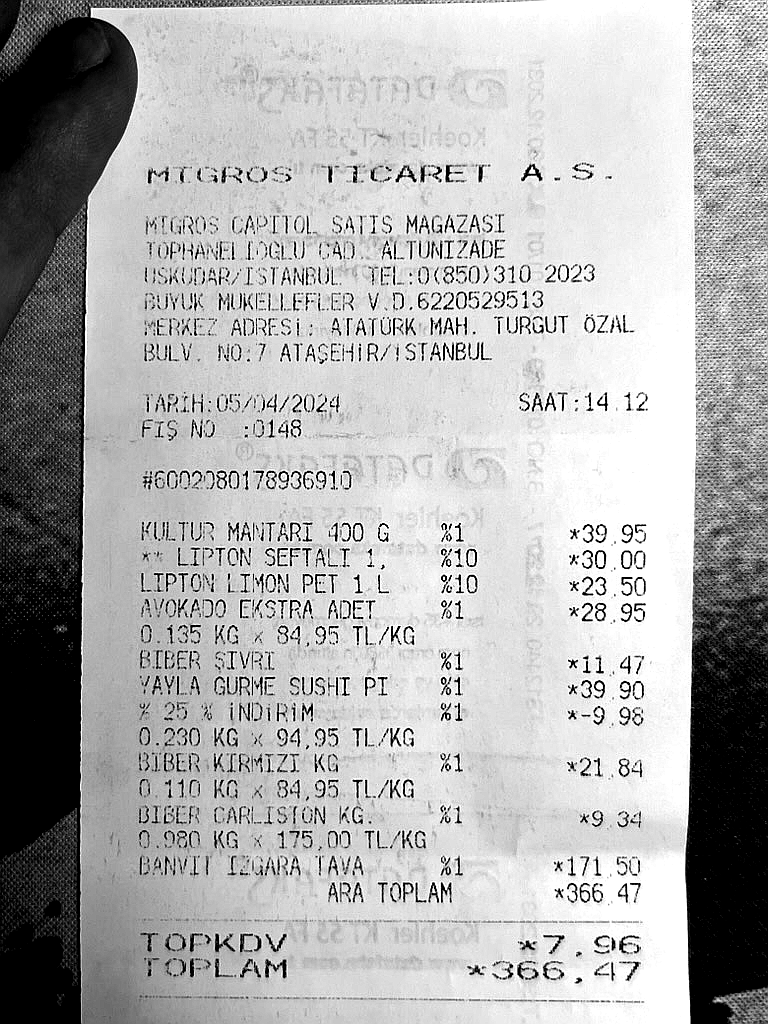 MIGROS TICARET A.S.
MIGROS CAPITOL SATIS MAGAZASI
TOPHANELIOGLU CAD. ALTUNIZADE
USKUDAR/ISTANBUL TEL:0(850)310 2023
BUYUK MUKELLEFLER V.D.6220529513
MERKEZ ADRESİ: ATATÜRK MAH. TURGUT ÖZAL
BULV. NO:7 ATAŞEHİR/İSTANBUL
TARİH:05/04/2024 SAAT:14.12
FİŞ NO :0148
#6002080178936910
KULTUR MANTARI 400 G %1 *39,95
** LIPTON SEFTALI 1, %10 *30,00
LIPTON LIMON PET 1 L %10 *23,50
AVOKADO EKSTRA ADET %1 *28,95
0.135 KG x 84,95 TL/KG
BIBER ŞIVRI %1 *11,47
YAYLA GURME SUSHI PI %1 *39,90
% 25 % İNDİRİM %1 *-9,98
0.230 KG x 94,95 TL/KG
BIBER KIRMIZI KG %1 *21,84
0.110 KG x 84,95 TL/KG
BIBER CARLISTON KG. %1 *9,34
0.980 KG x 175,00 TL/KG
BANVIT IZGARA TAVA %1 *171,50
ARA TOPLAM *366,47
TOPKDV *7,96
TOPLAM *366,47